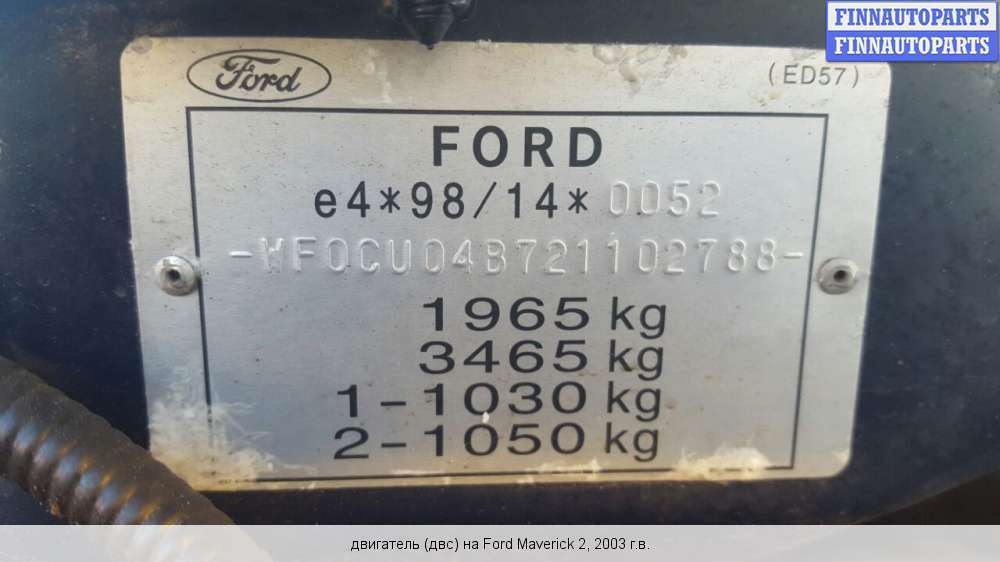 FINNAUTOPARTS
FINNAUTOPARTS
Ford
(ED57)
FORD
e4*98/14*0052
-WF0CU04B721102788-
1965 kg
3465 kg
1-1030 kg
2-1050 kg
двигатель (двс) на Ford Maverick 2, 2003 г.в.